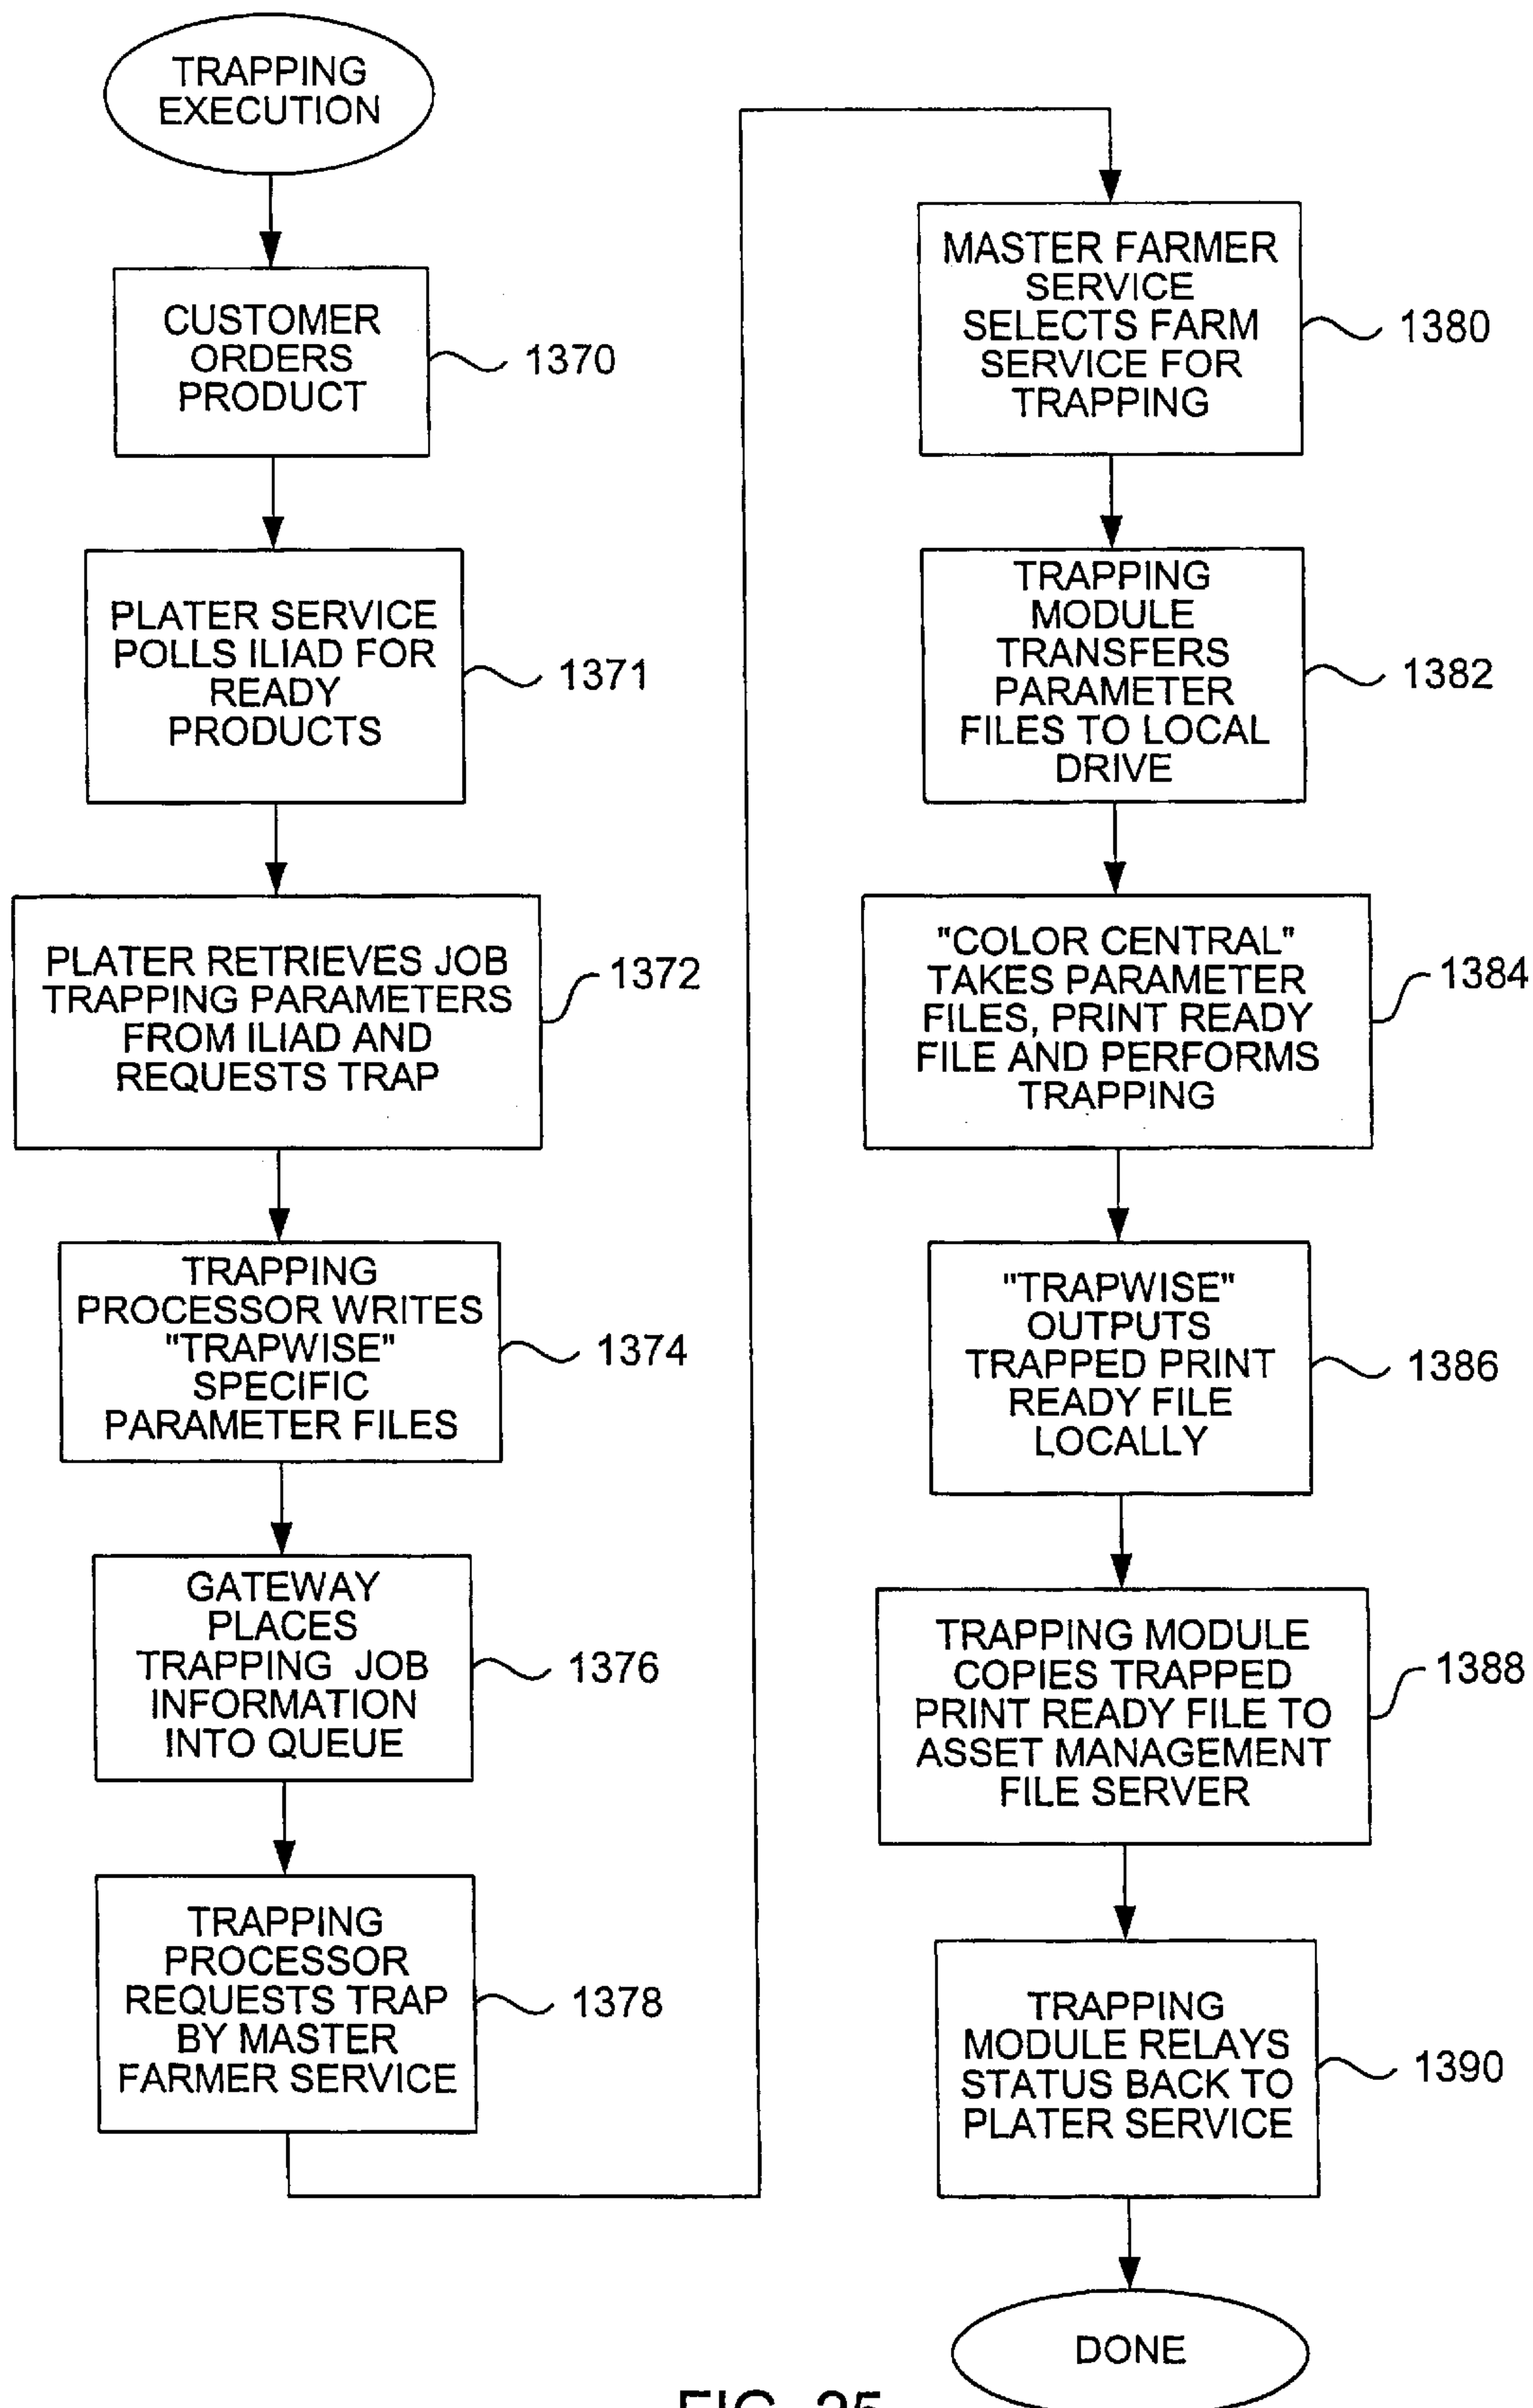 TRAPPING
EXECUTION
CUSTOMER
ORDERS
PRODUCT
1370
PLATER SERVICE
POLLS ILIAD FOR
READY
PRODUCTS
1371
PLATER RETRIEVES JOB
TRAPPING PARAMETERS
FROM ILIAD AND
REQUESTS TRAP
1372
TRAPPING
PROCESSOR WRITES
"TRAPWISE"
SPECIFIC
PARAMETER FILES
1374
GATEWAY
PLACES
TRAPPING JOB
INFORMATION
INTO QUEUE
1376
TRAPPING
PROCESSOR
REQUESTS TRAP
BY MASTER
FARMER SERVICE
1378
MASTER FARMER
SERVICE
SELECTS FARM
SERVICE FOR
TRAPPING
1380
TRAPPING
MODULE
TRANSFERS
PARAMETER
FILES TO LOCAL
DRIVE
1382
"COLOR CENTRAL"
TAKES PARAMETER
FILES, PRINT READY
FILE AND PERFORMS
TRAPPING
1384
"TRAPWISE"
OUTPUTS
TRAPPED PRINT
READY FILE
LOCALLY
1386
TRAPPING MODULE
COPIES TRAPPED
PRINT READY FILE TO
ASSET MANAGEMENT
FILE SERVER
1388
TRAPPING
MODULE RELAYS
STATUS BACK TO
PLATER SERVICE
1390
DONE
FIG. 25